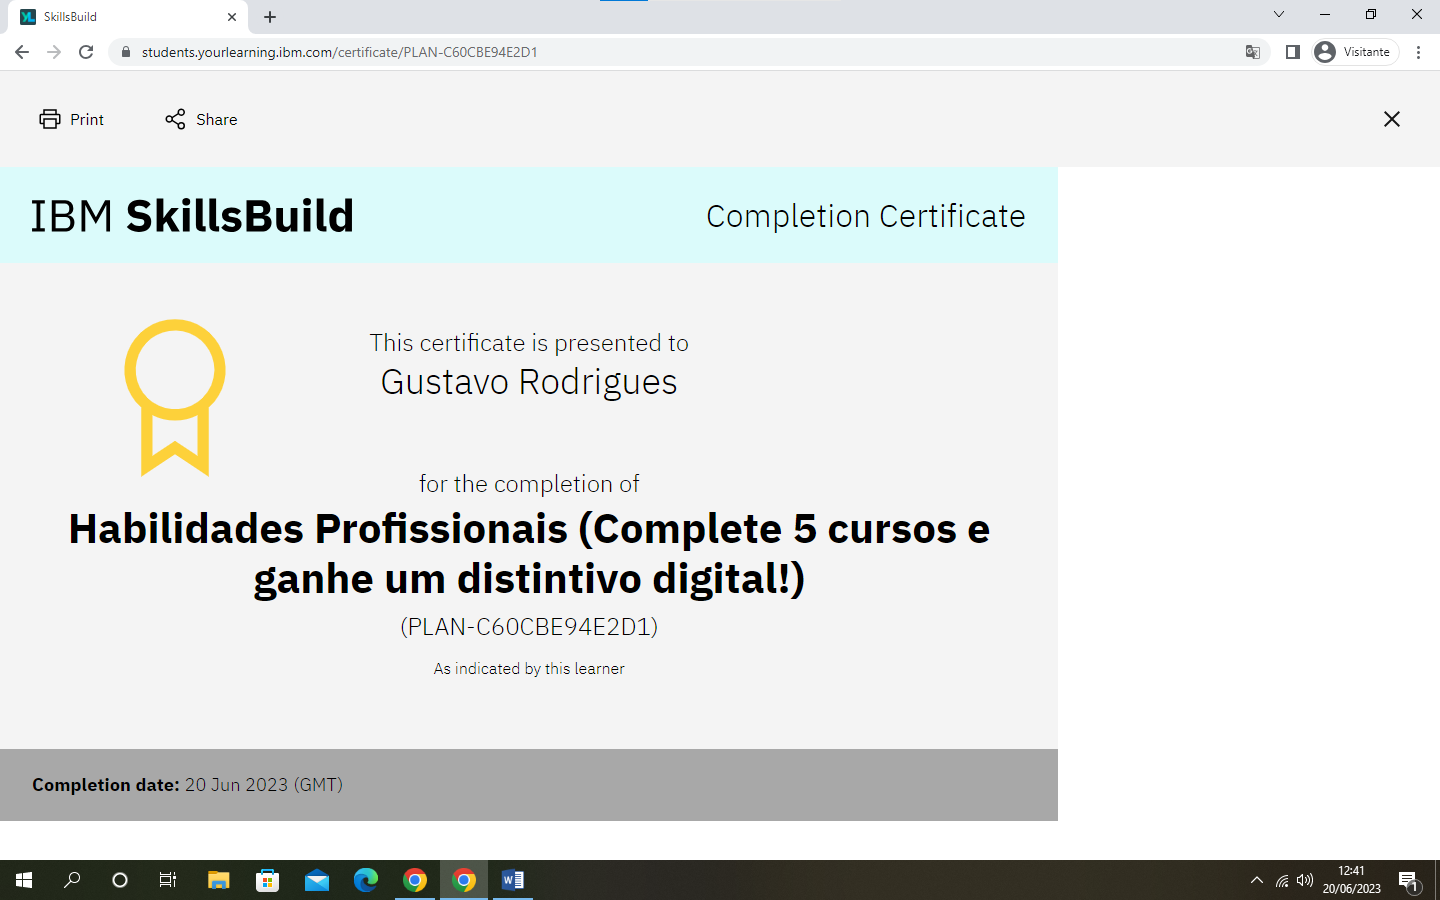 SkillsBuild
students.yourlearning.ibm.com/certificate/PLAN-C60CBE94E2D1
Visitante
Print
Share
IBM SkillsBuild
Completion Certificate
This certificate is presented to
Gustavo Rodrigues
for the completion of
Habilidades Profissionais (Complete 5 cursos e
ganhe um distintivo digital!)
(PLAN-C60CBE94E2D1)
As indicated by this learner
Completion date: 20 Jun 2023 (GMT)
12:41
20/06/2023
1